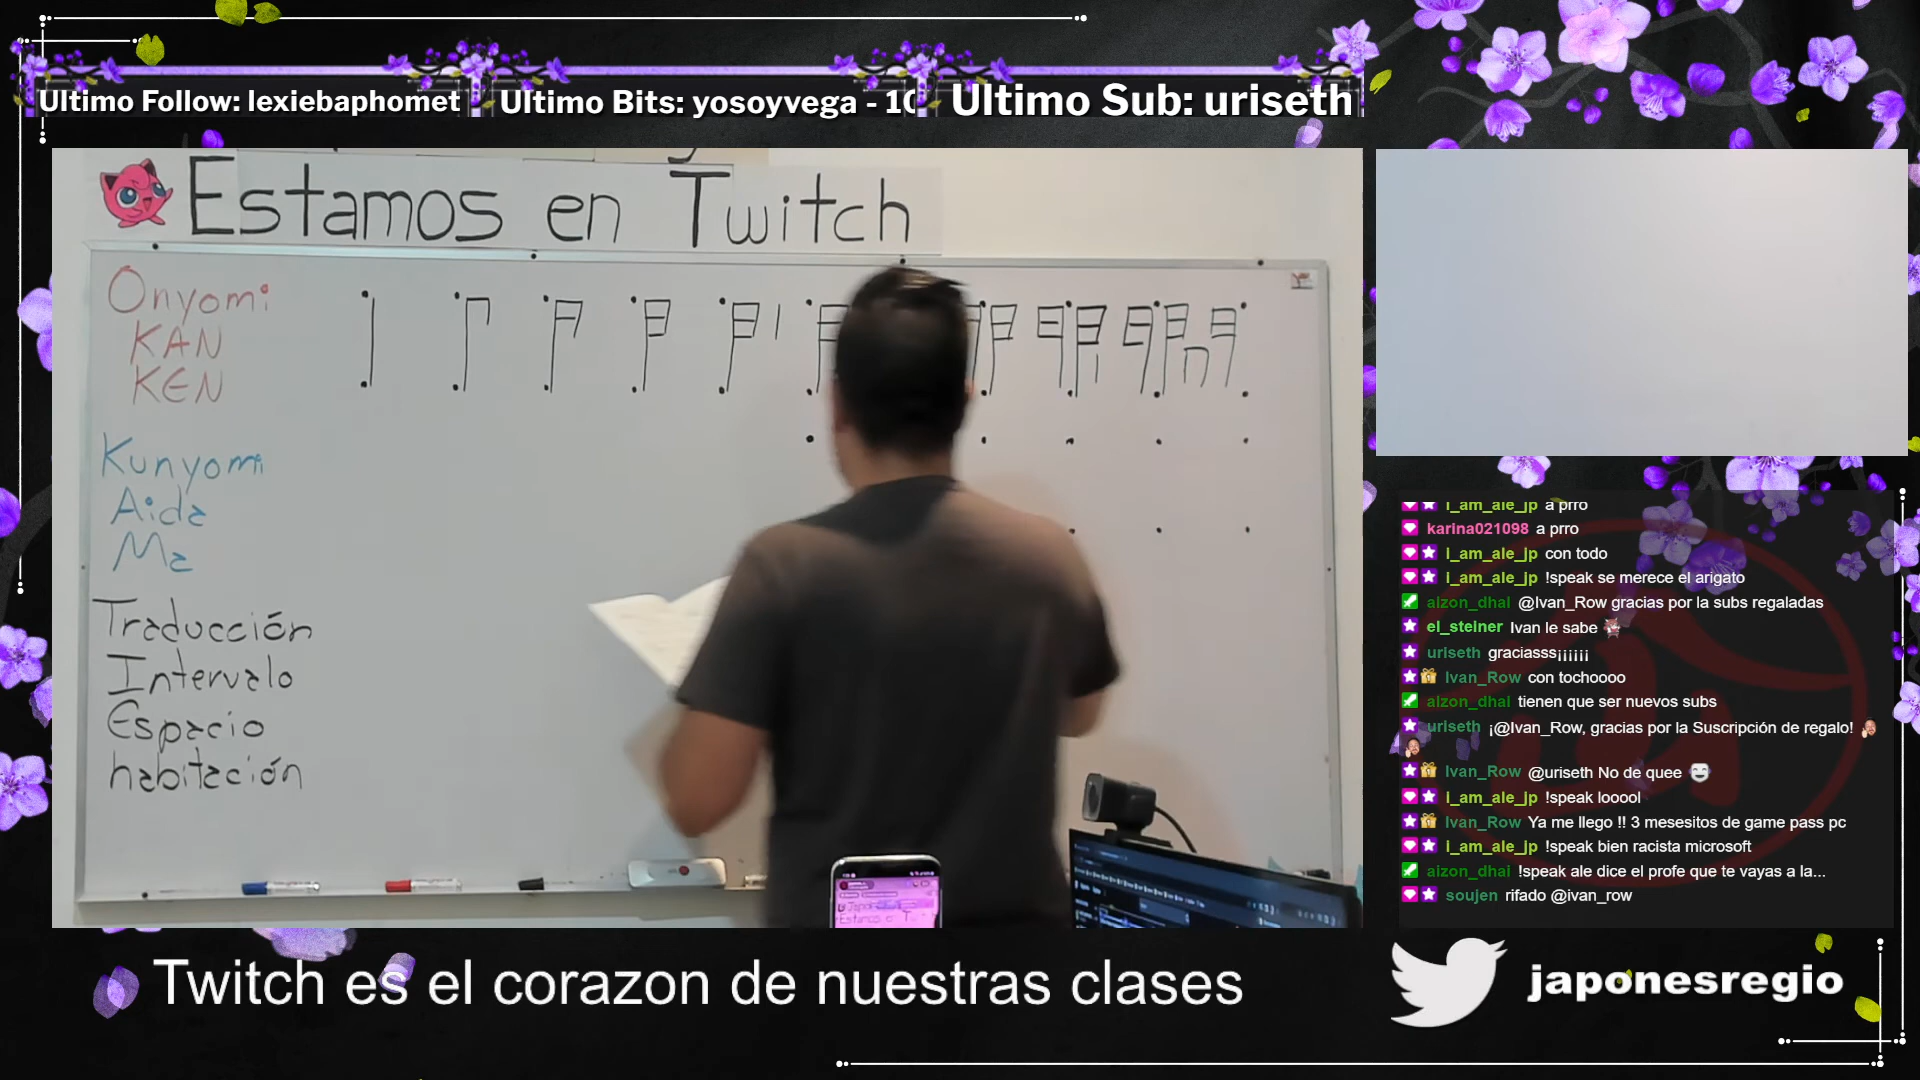 Ultimo Follow: lexiebaphomet
Ultimo Bits: yosoyvega - 10
Ultimo Sub: uriseth
Estamos en Twitch
Onyomi
KAN
KEN
Kunyomi
Aida
Ma
Traducción
Intervalo
Espacio
habitación
i_am_ale_jp a prro
karina021098 a prro
i_am_ale_jp con todo
i_am_ale_jp !speak se merece el arigato
aizon_dhal @Ivan_Row gracias por la subs regaladas
el_steiner Ivan le sabe
uriseth graciasss¡¡¡¡¡¡
Ivan_Row con tochoooo
aizon_dhal tienen que ser nuevos subs
uriseth ¡@Ivan_Row, gracias por la Suscripción de regalo!
Ivan_Row @uriseth No de quee
i_am_ale_jp !speak looool
Ivan_Row Ya me llego !! 3 mesesitos de game pass pc
i_am_ale_jp !speak bien racista microsoft
aizon_dhal !speak ale dice el profe que te vayas a la...
soujen rifado @ivan_row
Twitch es el corazon de nuestras clases
japonesregio